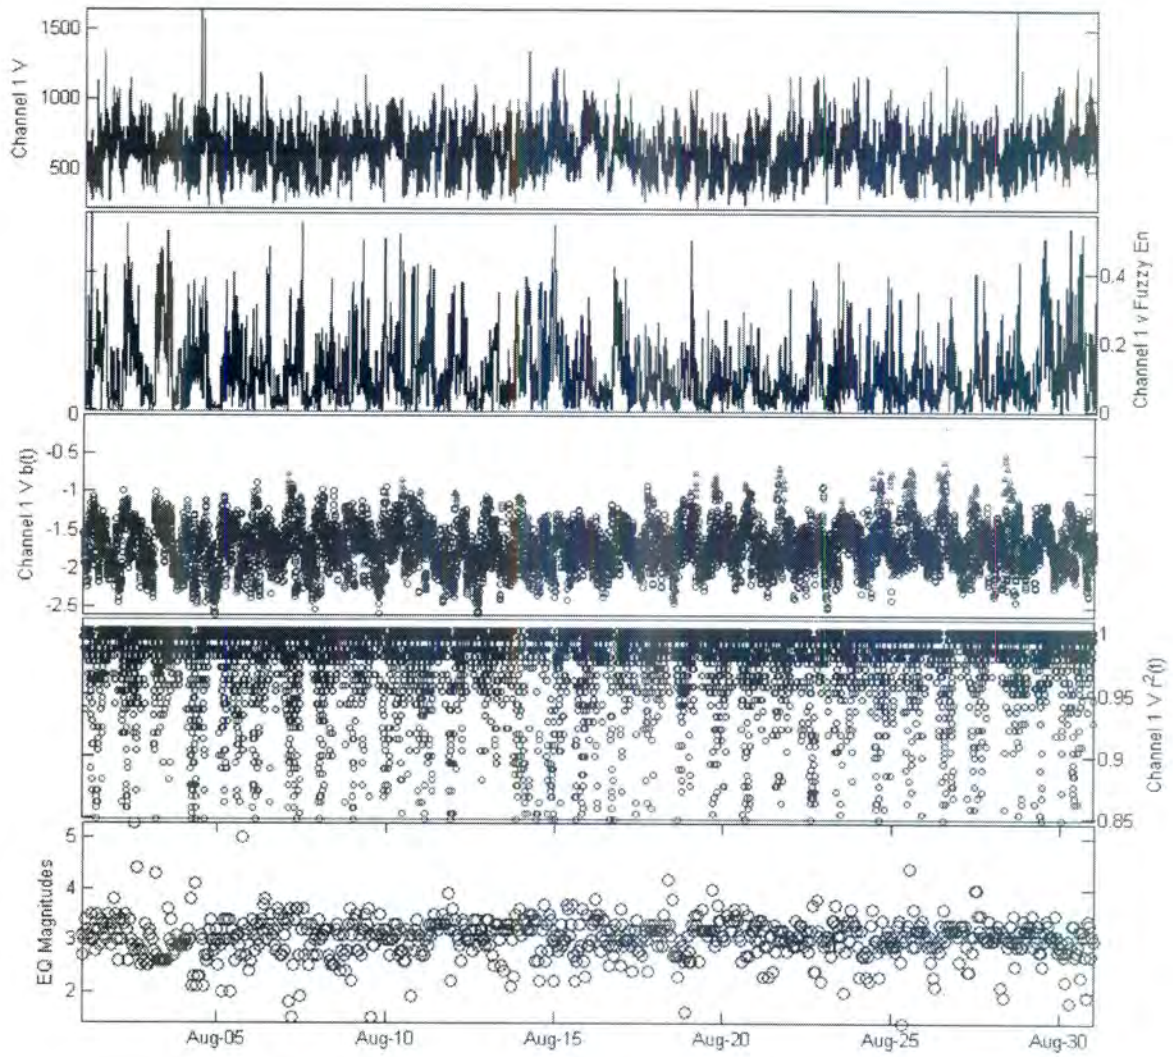 1500
1000
500
Channel 1 V
0.4
0.2
0
Channel 1 v Fuzzy En
0
-0.5
-1
-1.5
-2
-2.5
Channel 1 V b(t)
1
0.95
0.9
0.85
Channel 1 V r²(t)
5
4
3
2
EQ Magnitudes
Aug-05
Aug-10
Aug-15
Aug-20
Aug-25
Aug-30